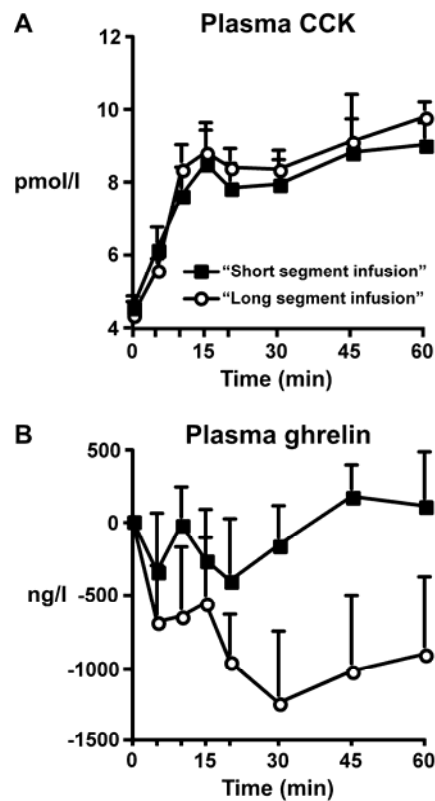 A Plasma CCK
12
10
pmol/l 8
6
"Short segment infusion"
"Long segment infusion"
4
0 15 30 45 60
Time (min)
B Plasma ghrelin
500
0
ng/l -500
-1000
-1500
0 15 30 45 60
Time (min)